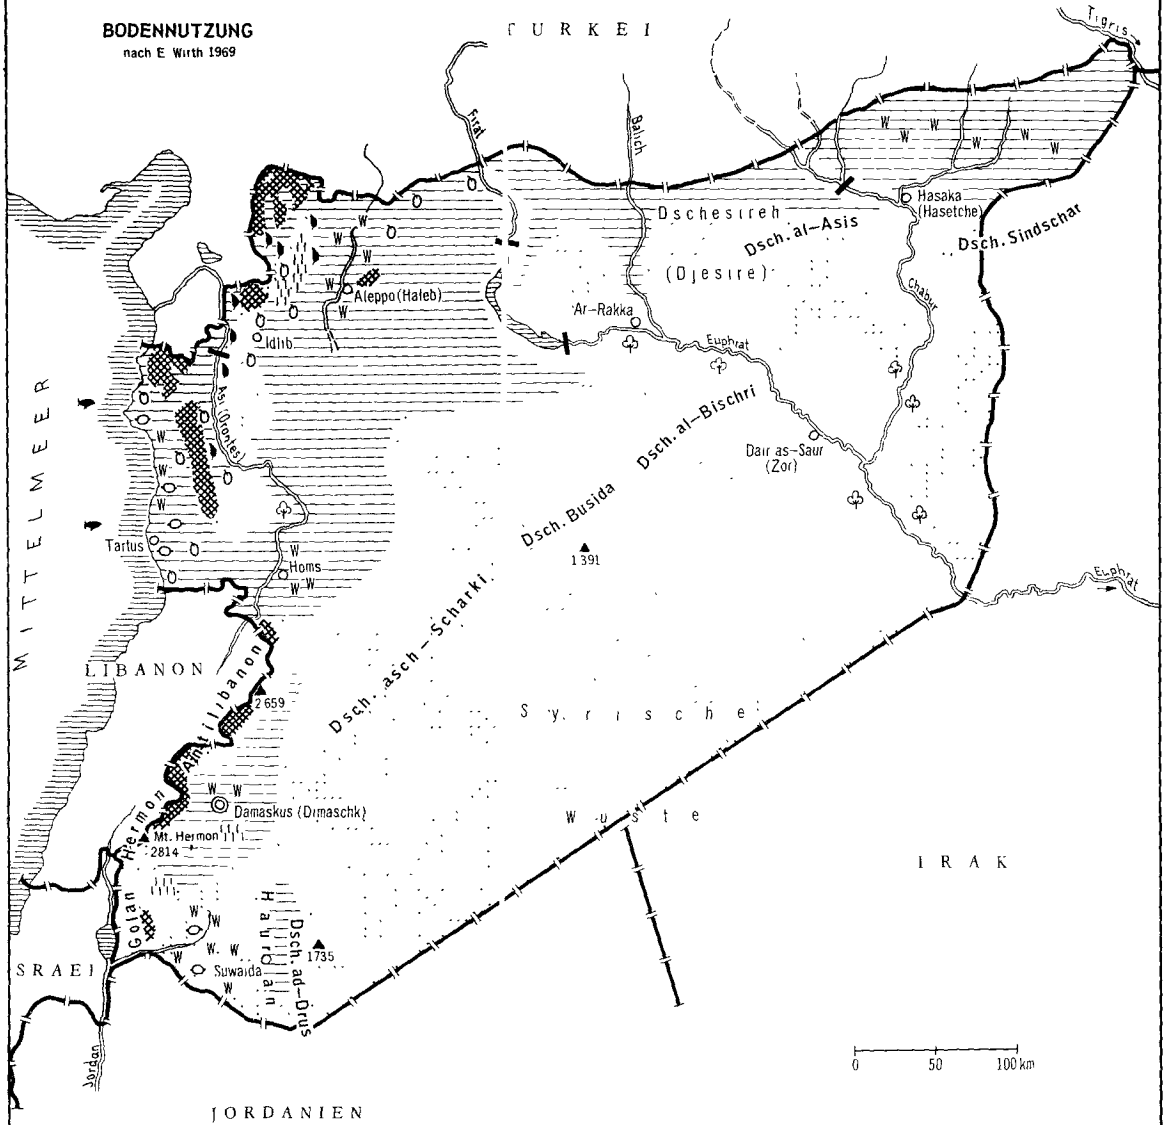 BODENNUTZUNG
nach E Wirth 1969
TURKEI
Tigris
Firat
Balich
W W W
W W W
Hasaka
(Hasetche)
Dschesireh
Dsch. al-Asis
Dsch. Sindschar
(Djesire)
W
W
W
W
W
Aleppo (Haleb)
Chabur
Ar-Rakka
Euphrat
Idlib
Asi (Orontes)
MITTELMEER
Dsch. al-Bischri
Dair as-Saur
(Zor)
W
W
W
W
Dsch. Busida
1391
Tartus
W
Homs
W W
Euphrat
Dsch. asch-Scharki
LIBANON
Antilibanon
2659
Syrische
Wüste
W W
Damaskus (Dimaschk)
Hermon
Mt. Hermon
2814
IRAK
Golan
Hauran
Dsch. ad-Drus
W
W
W W W
1735
Suwaida
W
SRAEL
Jordan
0 50 100 km
JORDANIEN